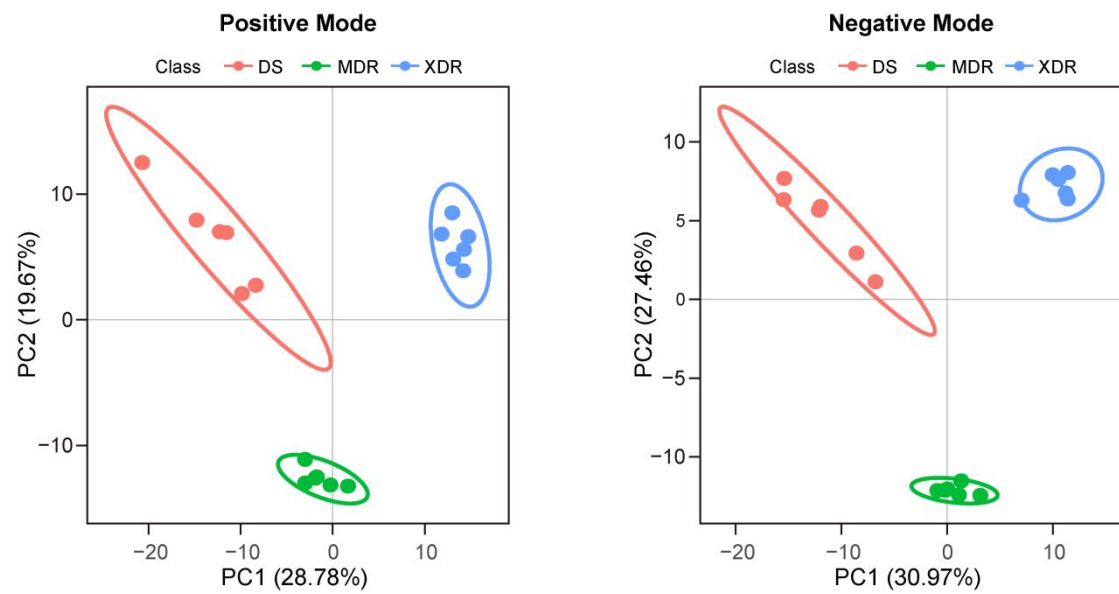 Positive Mode
Class DS MDR XDR
10
0
−10
−20 −10 0 10
PC1 (28.78%)
PC2 (19.67%)
Negative Mode
Class DS MDR XDR
10
5
0
−5
−10
−20 −10 0 10
PC1 (30.97%)
PC2 (27.46%)